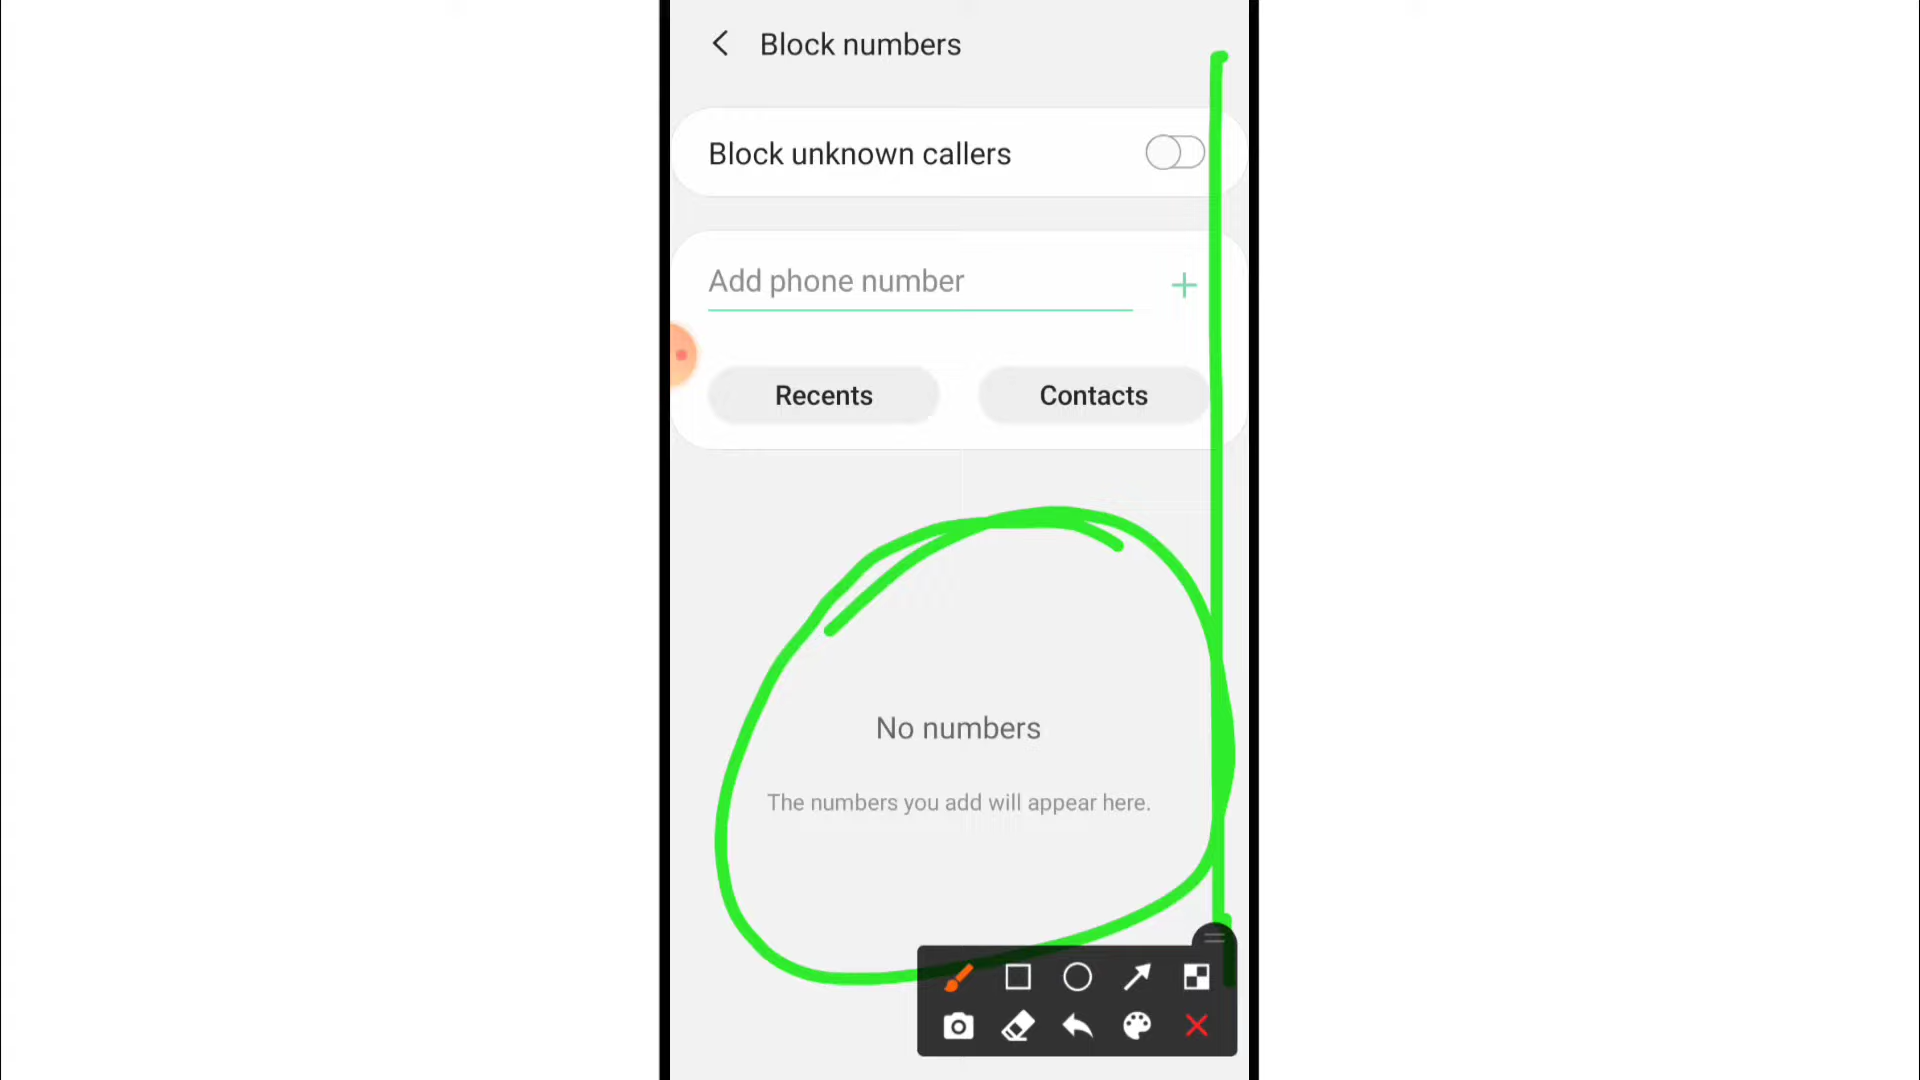 Block numbers
Block unknown callers
Add phone number
Recents
Contacts
No numbers
The numbers you add will appear here.